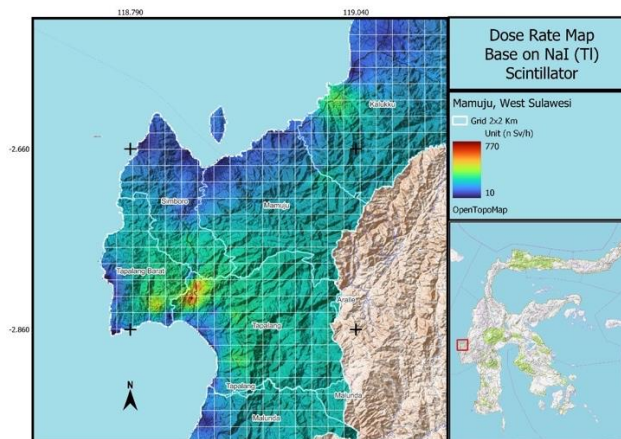 118.790
119.040
Dose Rate Map
Base on NaI (Tl)
Scintillator
Mamuju, West Sulawesi
Grid 2x2 Km
Unit (n Sv/h)
770
10
OpenTopoMap
Kalukku
-2.660
Simboro
Mamuju
Tapalang Barat
Aralle
Tapalang
-2.860
Tapalang
Malunda
Malunda
N